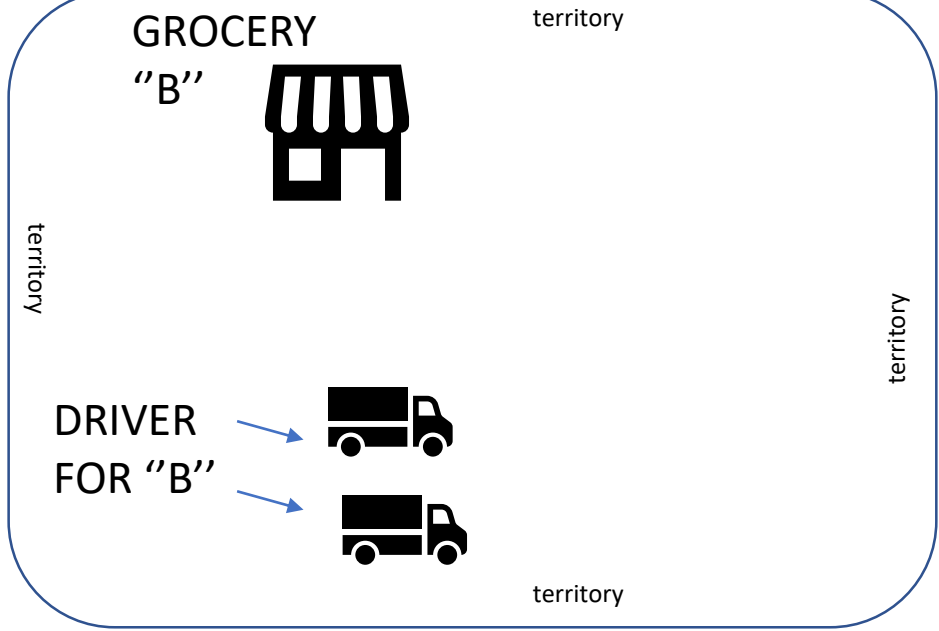 territory
GROCERY
‘’B’’
territory
territory
DRIVER
FOR ‘’B’’
territory